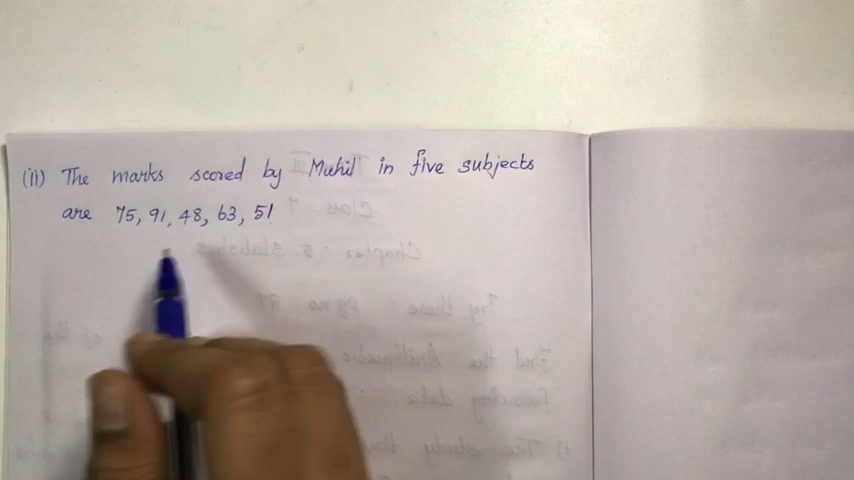 (ii) The marks scored by Muhil in five subjects
are 75, 91, 48, 63, 51